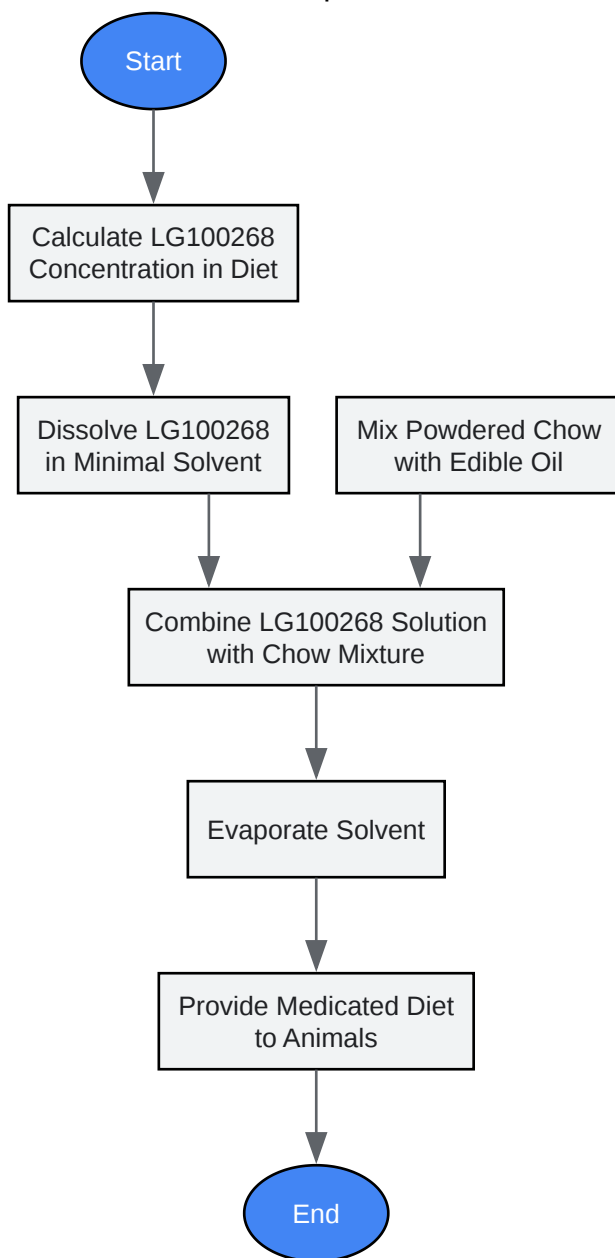 Start
Calculate LG100268
Concentration in Diet
Dissolve LG100268
in Minimal Solvent
Mix Powdered Chow
with Edible Oil
Combine LG100268 Solution
with Chow Mixture
Evaporate Solvent
Provide Medicated Diet
to Animals
End